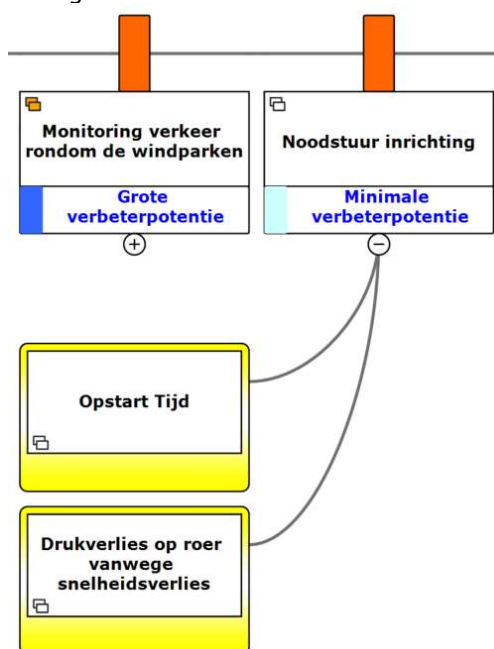 Monitoring verkeer
rondom de windparken
Grote
verbeterpotentie
Noodstuur inrichting
Minimale
verbeterpotentie
Opstart Tijd
Drukverlies op roer
vanwege
snelheidsverlies